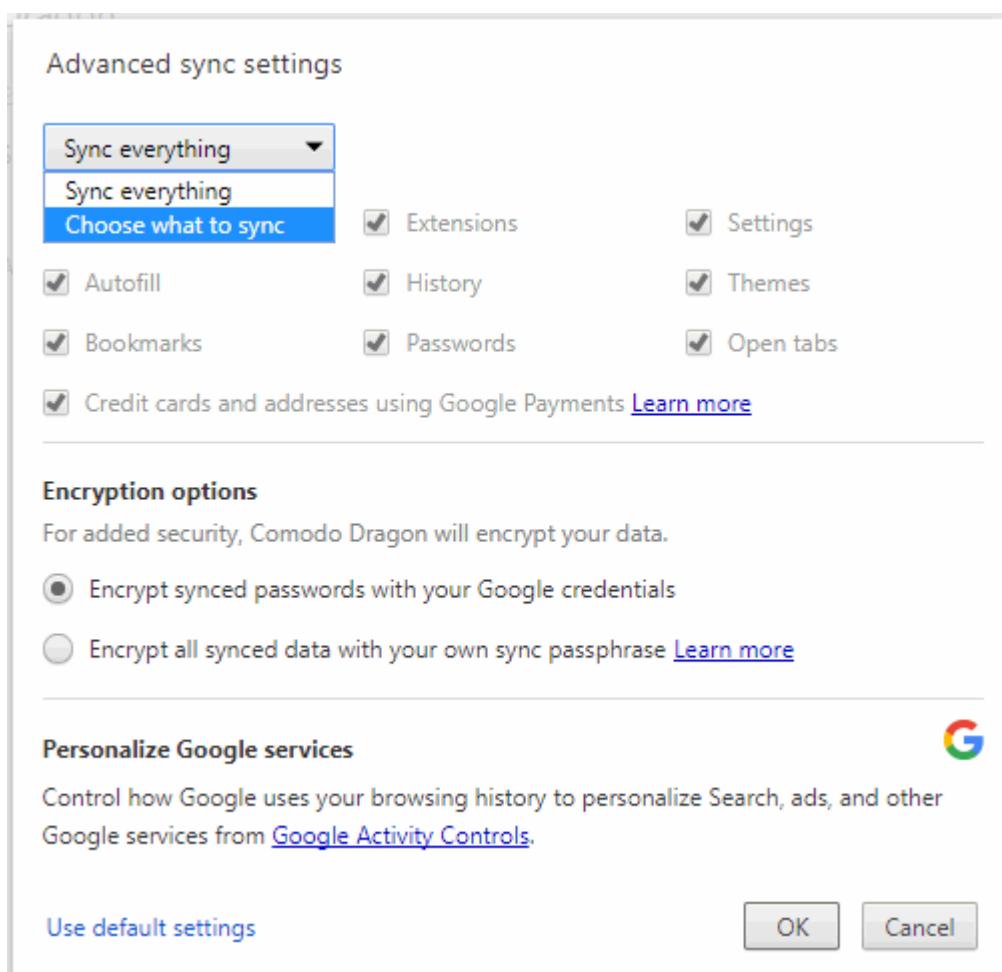 Advanced sync settings
Sync everything
Sync everything
Choose what to sync
Extensions
Settings
Autofill
History
Themes
Bookmarks
Passwords
Open tabs
Credit cards and addresses using Google Payments Learn more
Encryption options
For added security, Comodo Dragon will encrypt your data.
Encrypt synced passwords with your Google credentials
Encrypt all synced data with your own sync passphrase Learn more
Personalize Google services
Control how Google uses your browsing history to personalize Search, ads, and other
Google services from Google Activity Controls.
Use default settings
OK
Cancel